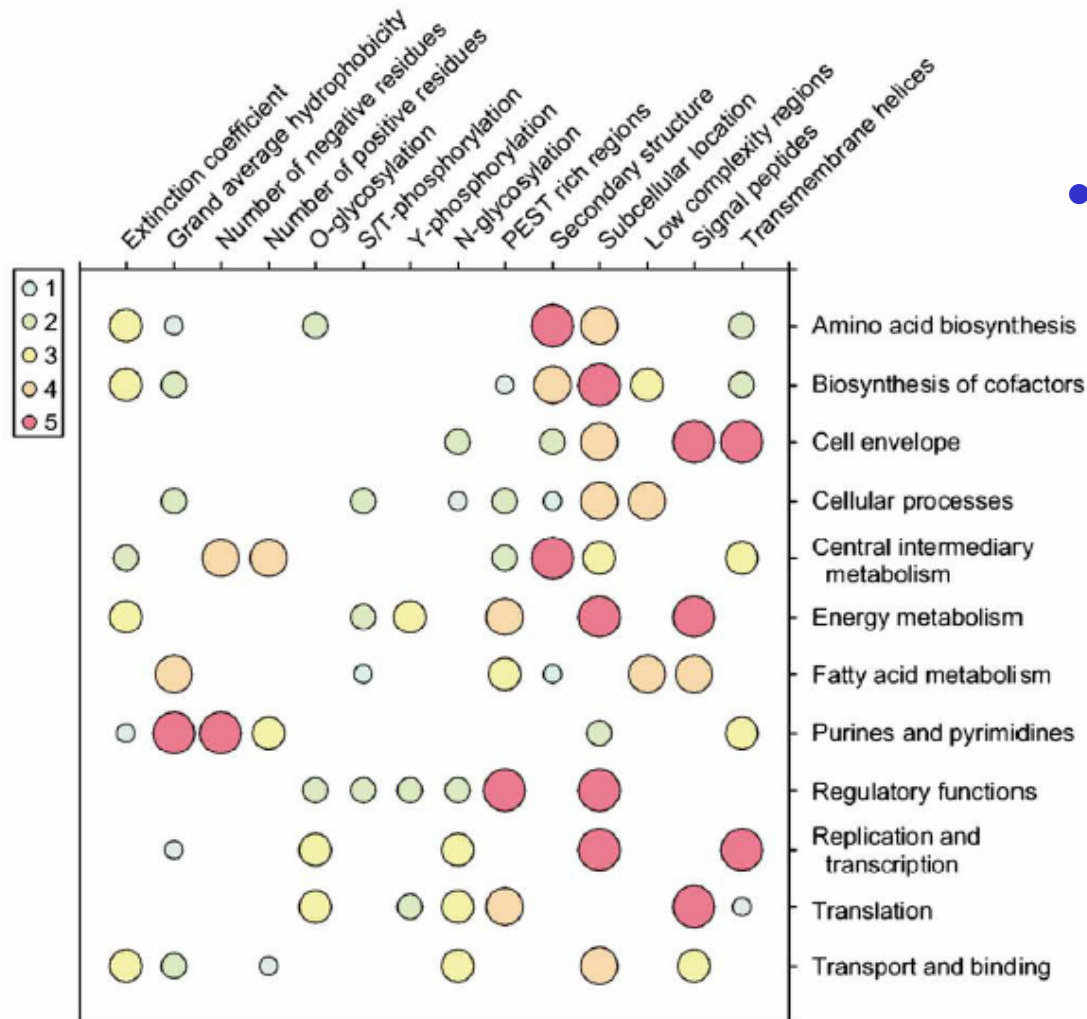 Extinction coefficient
Grand average hydrophobicity
Number of negative residues
Number of positive residues
O-glycosylation
S/T-phosphorylation
Y-phosphorylation
N-glycosylation
PEST rich regions
Secondary structure
Subcellular location
Low complexity regions
Signal peptides
Transmembrane helices
1
2
3
4
5
Amino acid biosynthesis
Biosynthesis of cofactors
Cell envelope
Cellular processes
Central intermediary
metabolism
Energy metabolism
Fatty acid metabolism
Purines and pyrimidines
Regulatory functions
Replication and
transcription
Translation
Transport and binding